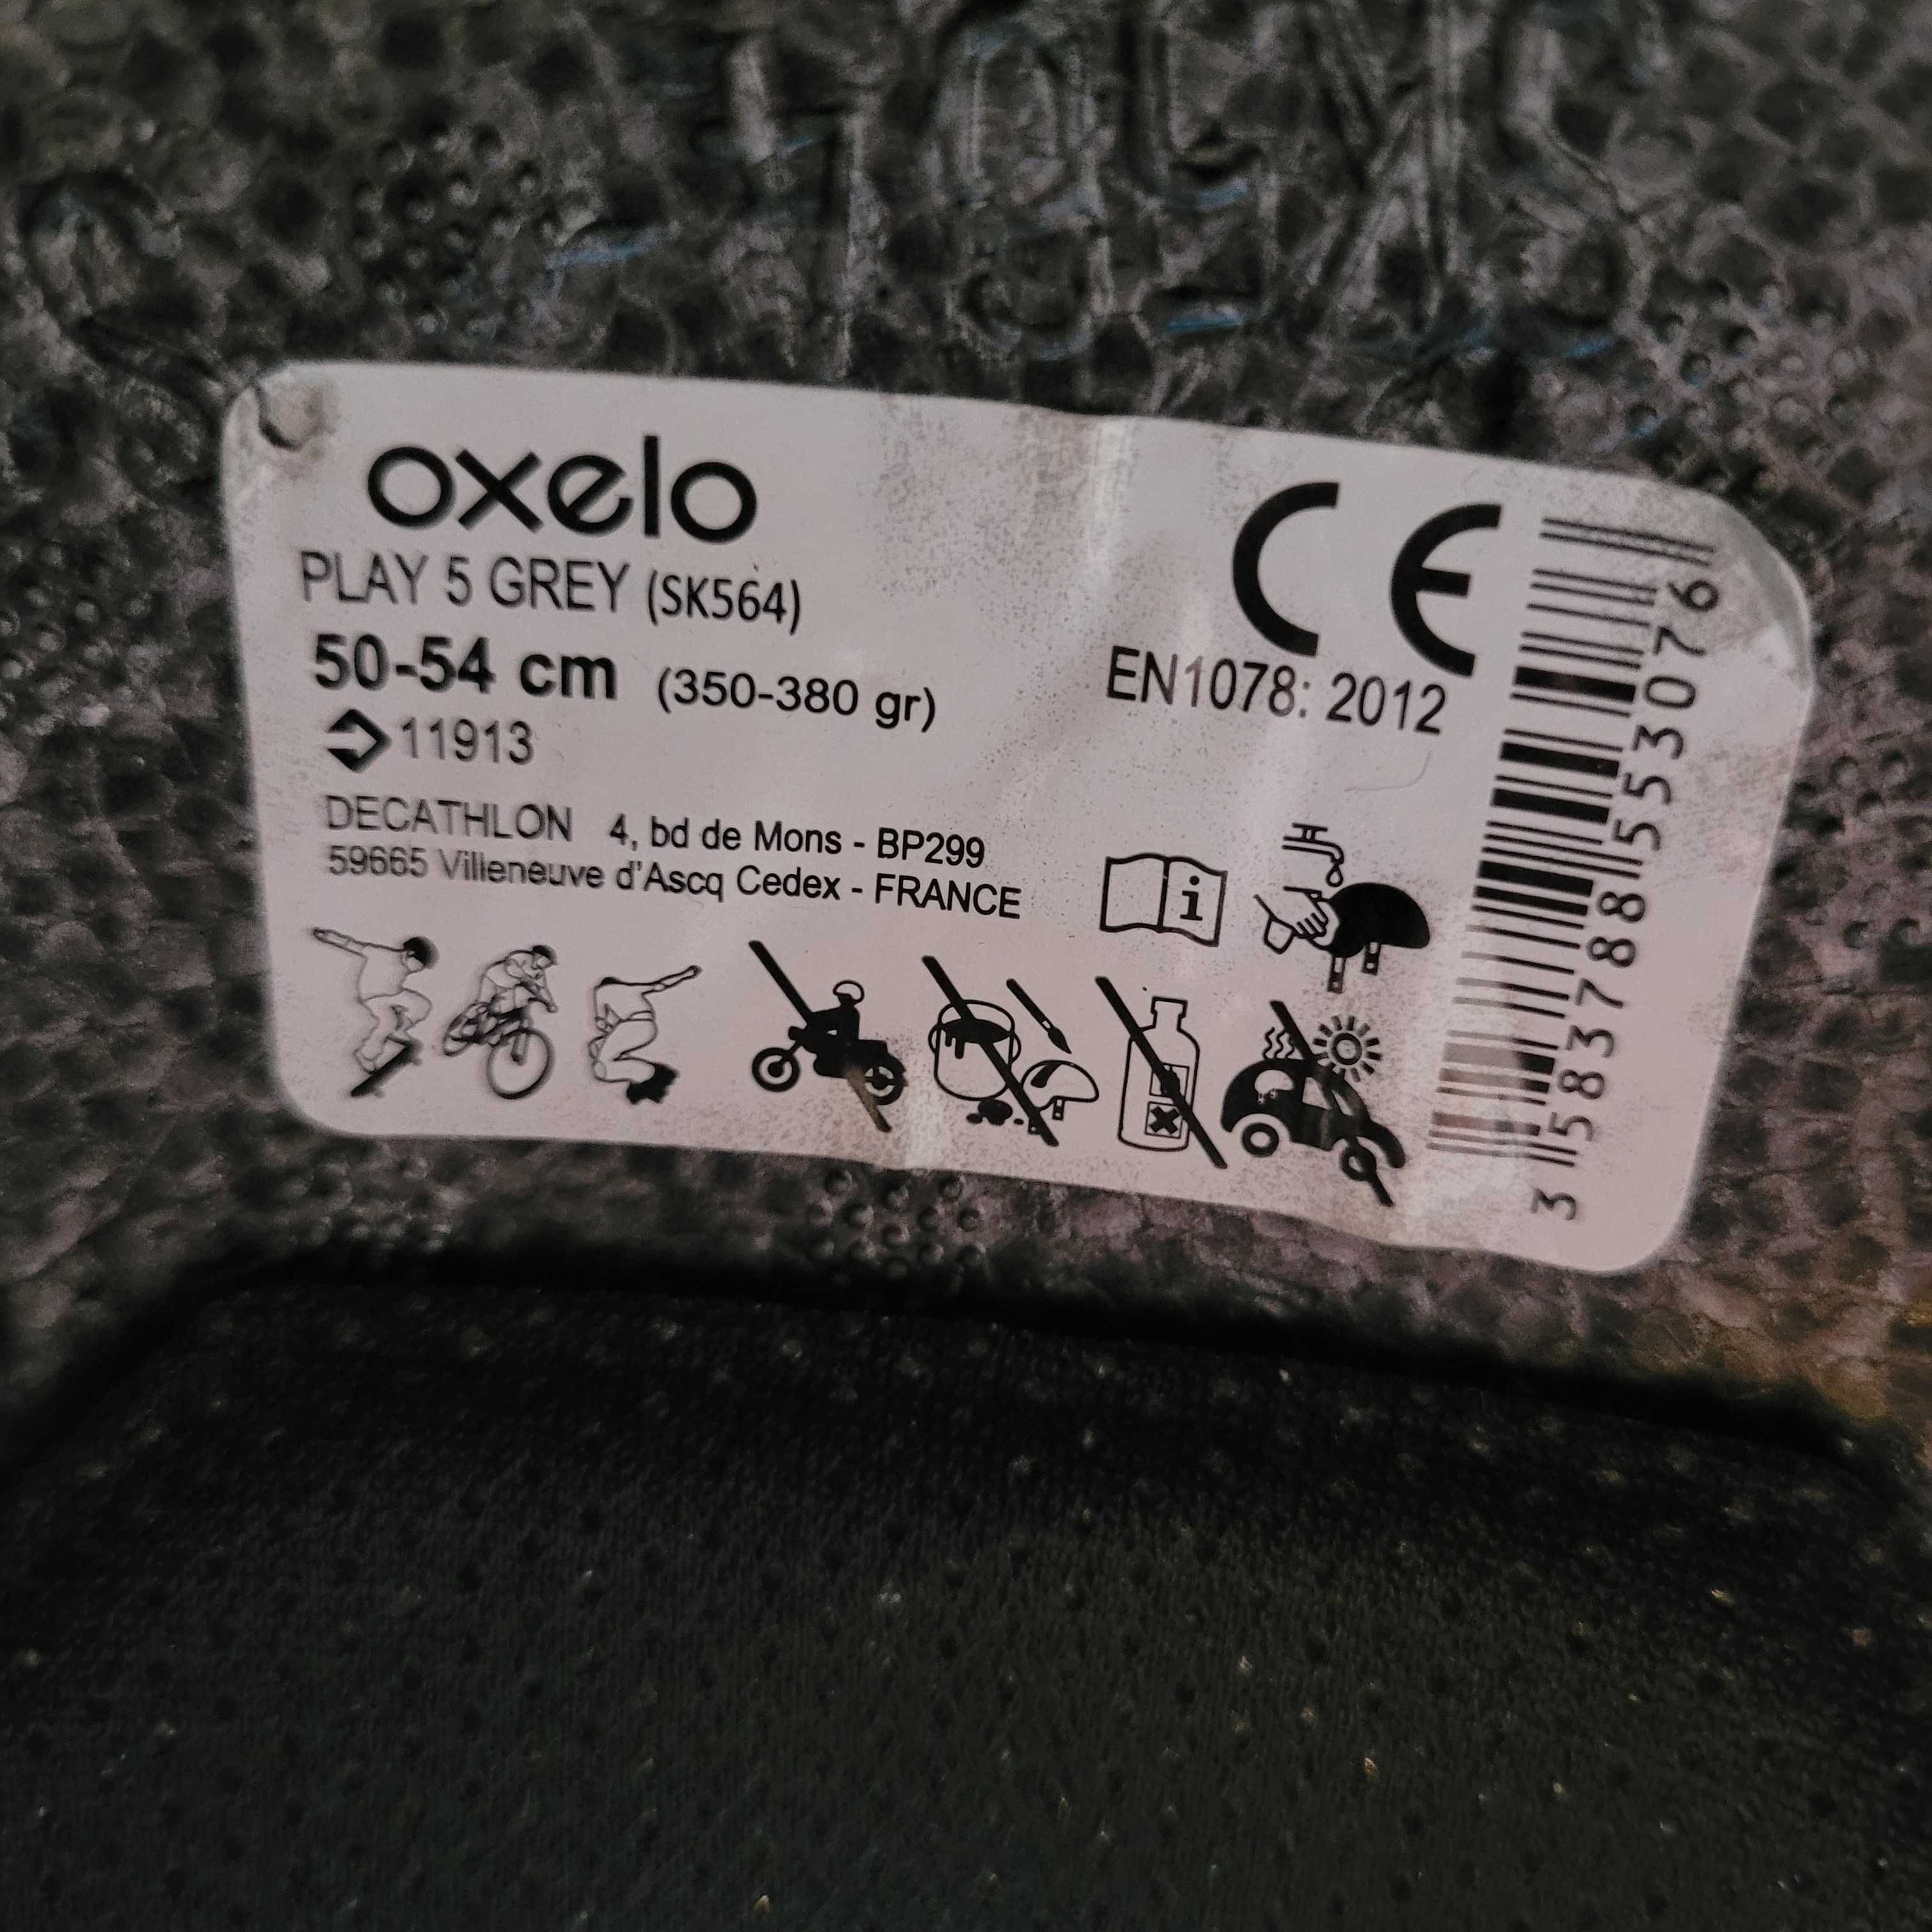 oxelo
PLAY 5 GREY (SK564)
50-54 cm (350-380 gr)
11913
DECATHLON 4, bd de Mons - BP299
59665 Villeneuve d'Ascq Cedex - FRANCE
CE
EN1078: 2012
i
3583788553076